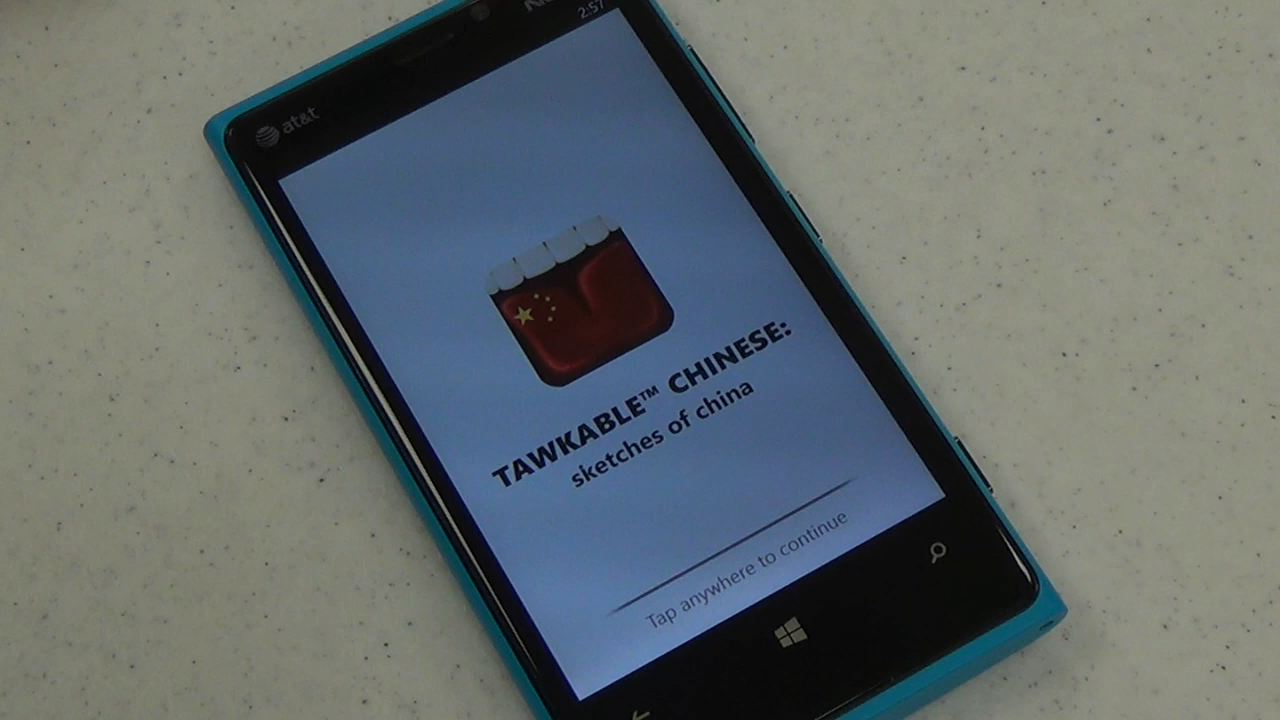 2:57
at&t
TAWKABLE™ CHINESE:
sketches of china
Tap anywhere to continue